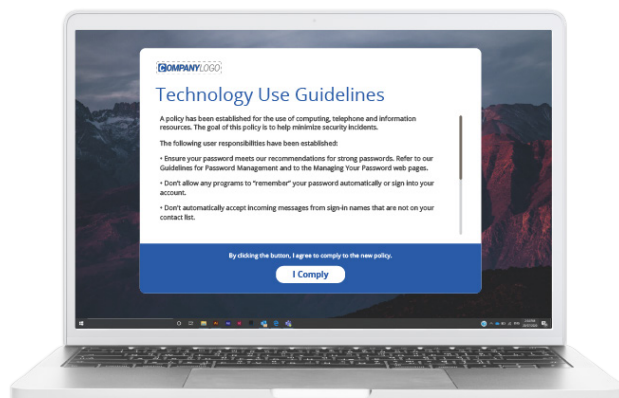 COMPANYLOGO
Technology Use Guidelines
A policy has been established for the use of computing, telephone and information
resources. The goal of this policy is to help minimize security incidents.
The following user responsibilities have been established:
• Ensure your password meets our recommendations for strong passwords. Refer to our
Guidelines for Password Management and to the Managing Your Password web pages.
• Don't allow any programs to "remember" your password automatically or sign into your
account.
• Don't automatically accept incoming messages from sign-in names that are not on your
contact list.
By clicking the button, I agree to comply to the new policy.
I Comply